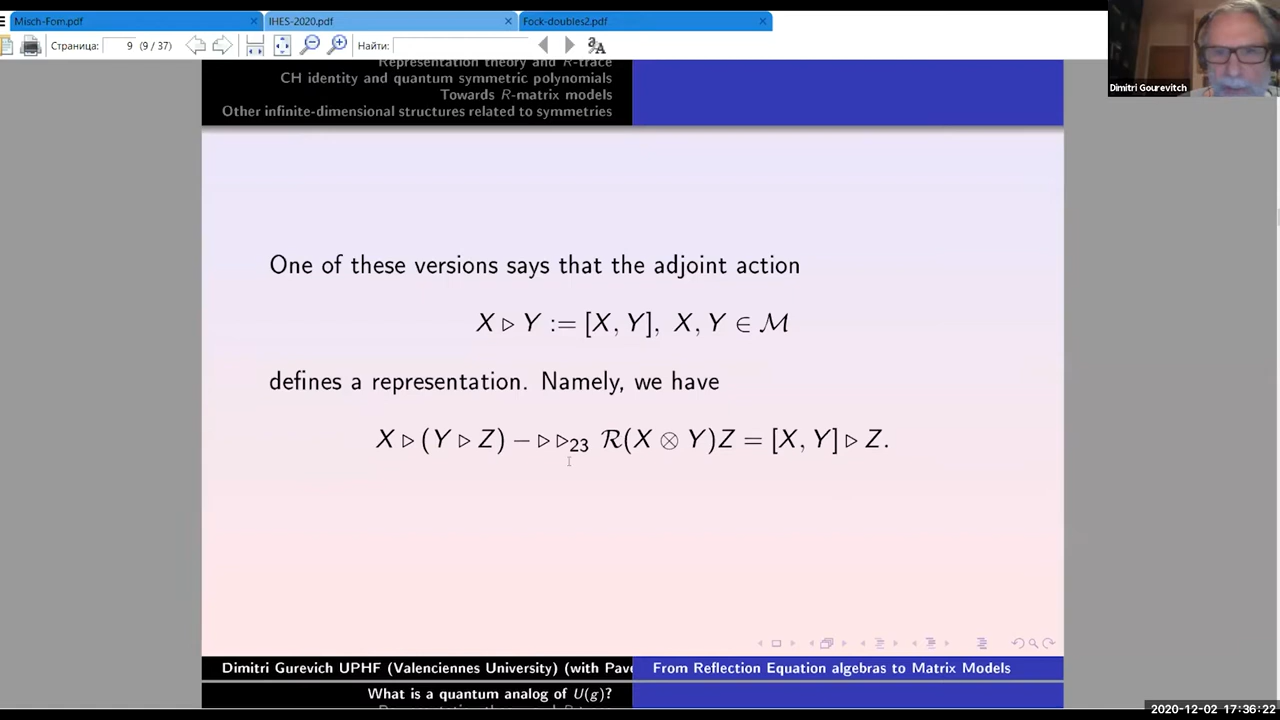 Misch-Fom.pdf
IHES-2020.pdf
Fock-doubles2.pdf
Страница: 9 (9 / 37)
Найти:
Dimitri Gourevitch
Representation theory and R-trace
CH identity and quantum symmetric polynomials
Towards R-matrix models
Other infinite-dimensional structures related to symmetries
One of these versions says that the adjoint action
X ▷ Y := [X, Y], X, Y ∈ ℳ
defines a representation. Namely, we have
X ▷ (Y ▷ Z) − ▷ ▷₂₃ ℛ(X ⊗ Y)Z = [X, Y] ▷ Z.
Dimitri Gurevich UPHF (Valenciennes University) (with Pave
From Reflection Equation algebras to Matrix Models
What is a quantum analog of U(g)?
2020-12-02 17:36:22